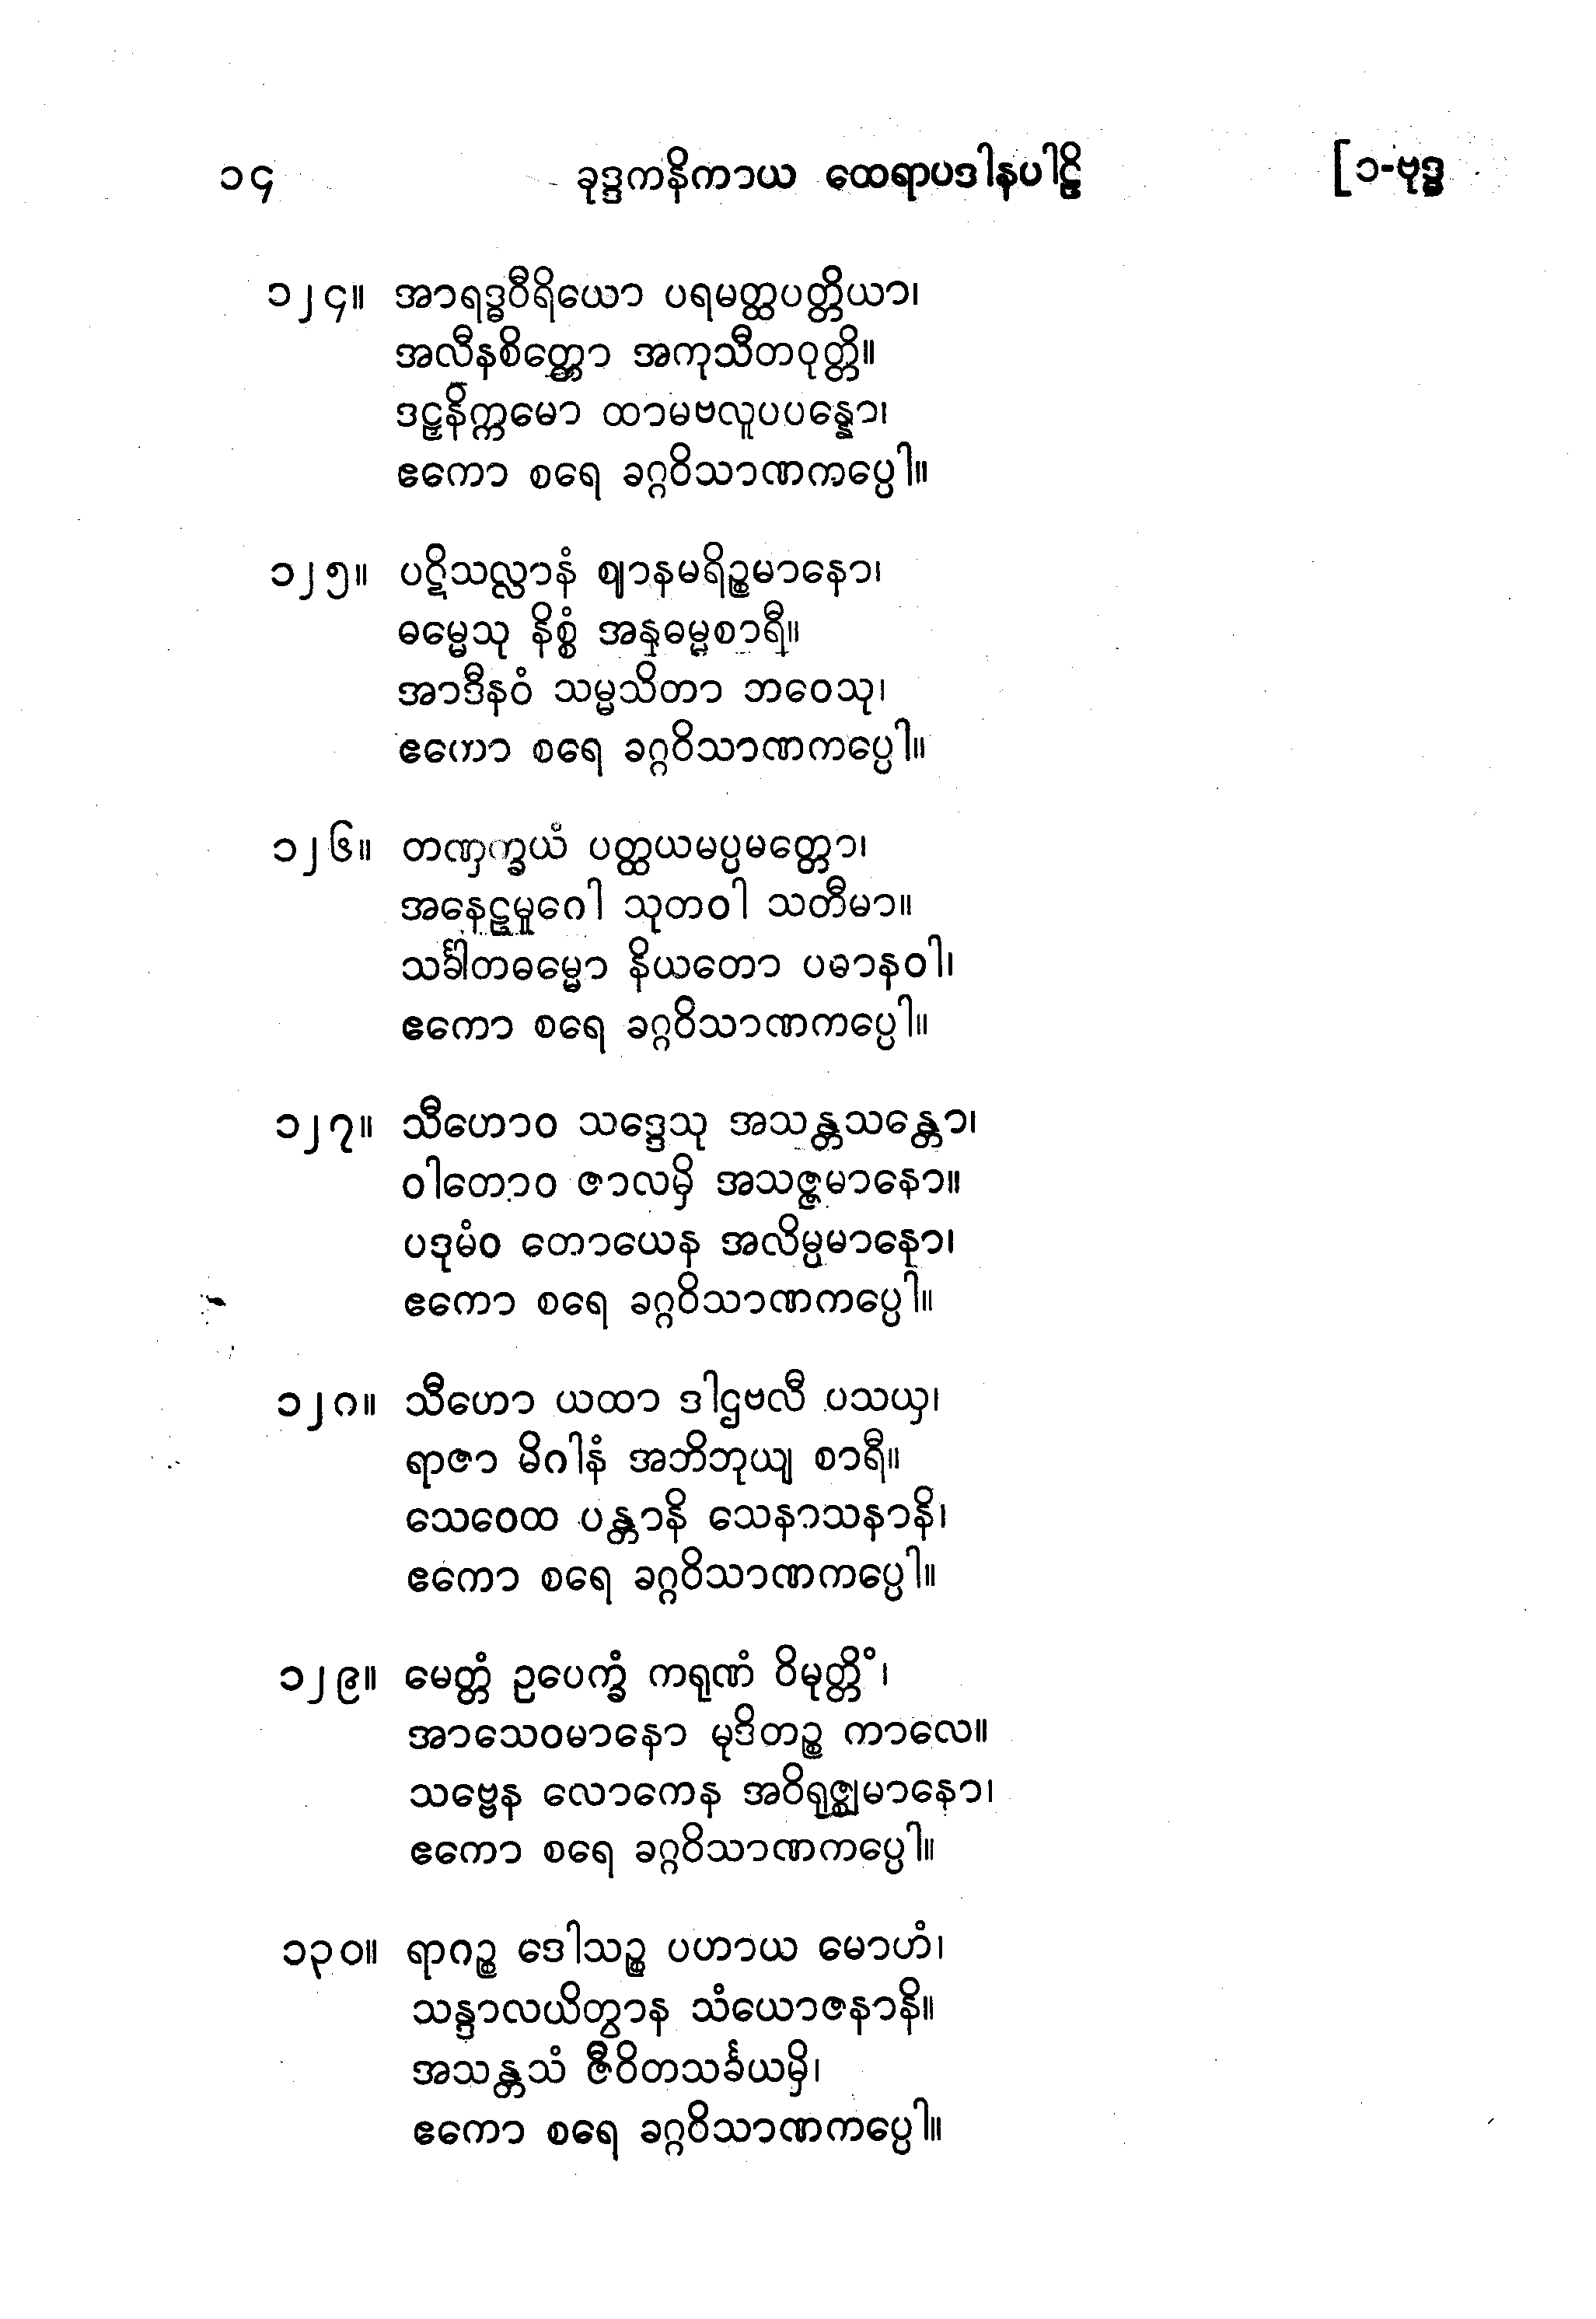 ၁၄ ခုဒ္ဒကနိကာယ ထေရာပဒါနပါဠိ [၁-ဗုဒ္ဓ
၁၂၄။ အာရဒ္ဓဝီရိယော ပရမတ္ထပတ္တိယာ၊
အလီနစိတ္တော အကုသီတဝုတ္တိ။
ဒဠှနိက္ကမော ထာမဗလူပပန္နော၊
ဧကော စရေ ခဂ္ဂဝိသာဏကပ္ပေါ။
၁၂၅။ ပဋိသလ္လာနံ ဈာနမရိဉ္စမာနော၊
ဓမ္မေသု နိစ္စံ အနုဓမ္မစာရီ။
အာဒီနဝံ သမ္မသိတာ ဘဝေသု၊
ဧကော စရေ ခဂ္ဂဝိသာဏကပ္ပေါ။
၁၂၆။ တဏှက္ခယံ ပတ္ထယမပ္ပမတ္တော၊
အနေဠမူဂေါ သုတဝါ သတီမာ။
သင်္ခါတဓမ္မော နိယတော ပဓာနဝါ၊
ဧကော စရေ ခဂ္ဂဝိသာဏကပ္ပေါ။
၁၂၇။ သီဟောဝ သဒ္ဒေသု အသန္တသန္တော၊
ဝါတောဝ ဇာလမှိ အသဇ္ဇမာနော။
ပဒုမံဝ တောယေန အလိမ္ပမာနော၊
ဧကော စရေ ခဂ္ဂဝိသာဏကပ္ပေါ။
၁၂၈။ သီဟော ယထာ ဒါဌဗလီ ပသယှ၊
ရာဇာ မိဂါနံ အဘိဘုယျ စာရီ။
သေဝေထ ပန္တာနိ သေနာသနာနိ၊
ဧကော စရေ ခဂ္ဂဝိသာဏကပ္ပေါ။
၁၂၉။ မေတ္တံ ဥပေက္ခံ ကရုဏံ ဝိမုတ္တိံ၊
အာသေဝမာနော မုဒိတဉ္စ ကာလေ။
သဗ္ဗေန လောကေန အဝိရုဇ္ဈမာနော၊
ဧကော စရေ ခဂ္ဂဝိသာဏကပ္ပေါ။
၁၃၀။ ရာဂဉ္စ ဒေါသဉ္စ ပဟာယ မောဟံ၊
သန္ဒာလယိတွာန သံယောဇနာနိ။
အသန္တသံ ဇီဝိတသင်္ခယမှိ၊
ဧကော စရေ ခဂ္ဂဝိသာဏကပ္ပေါ။